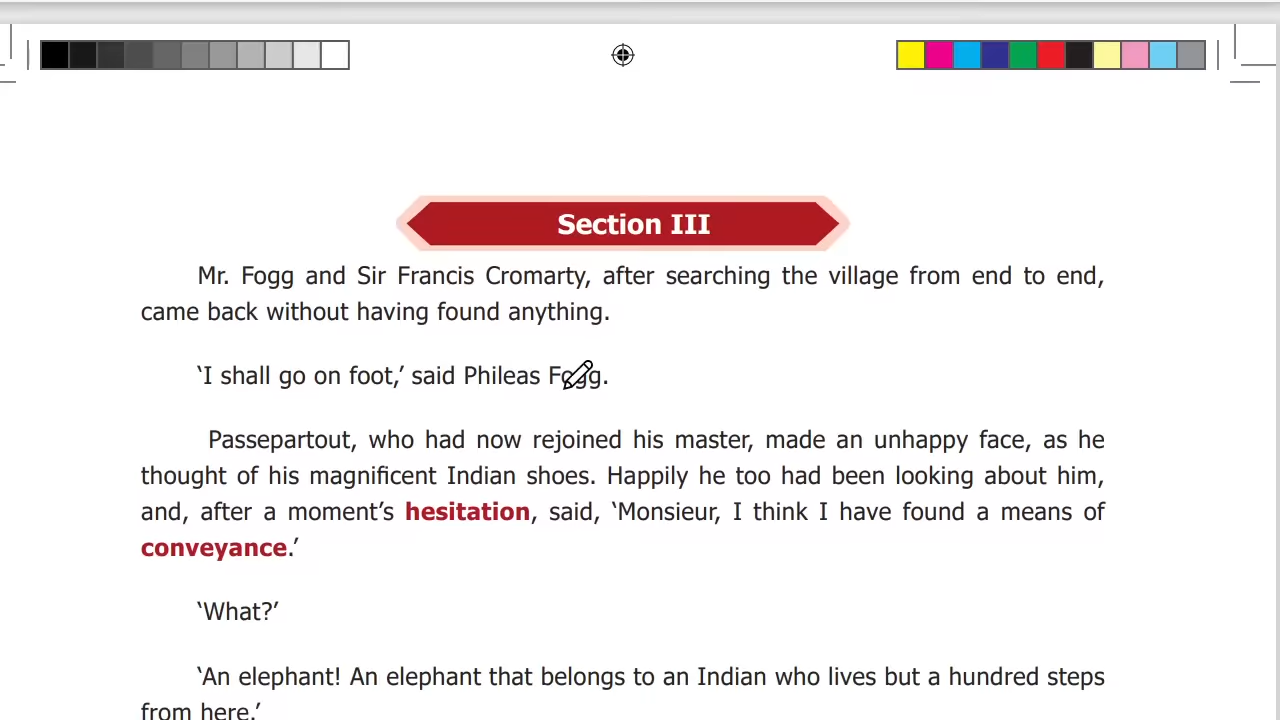 Section III
Mr. Fogg and Sir Francis Cromarty, after searching the village from end to end,
came back without having found anything.
‘I shall go on foot,’ said Phileas Fogg.
Passepartout, who had now rejoined his master, made an unhappy face, as he
thought of his magnificent Indian shoes. Happily he too had been looking about him,
and, after a moment’s hesitation, said, ‘Monsieur, I think I have found a means of
conveyance.’
‘What?’
‘An elephant! An elephant that belongs to an Indian who lives but a hundred steps
from here.’